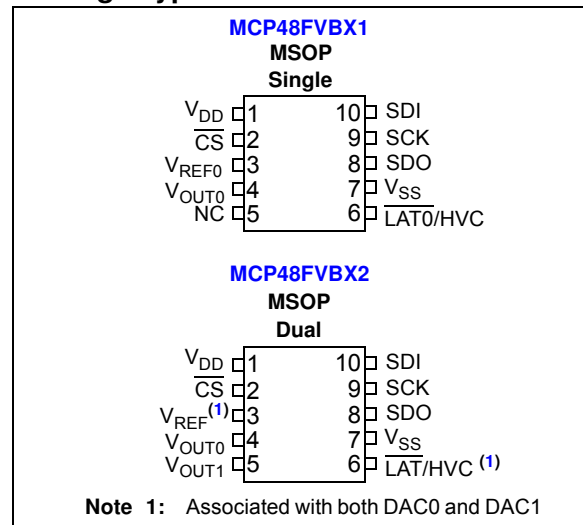 MCP48FVBX1
MSOP
Single
VDD 1 10 SDI
CS 2 9 SCK
VREF0 3 8 SDO
VOUT0 4 7 VSS
NC 5 6 LAT0/HVC
MCP48FVBX2
MSOP
Dual
VDD 1 10 SDI
CS 2 9 SCK
VREF(1) 3 8 SDO
VOUT0 4 7 VSS
VOUT1 5 6 LAT/HVC (1)
Note 1: Associated with both DAC0 and DAC1